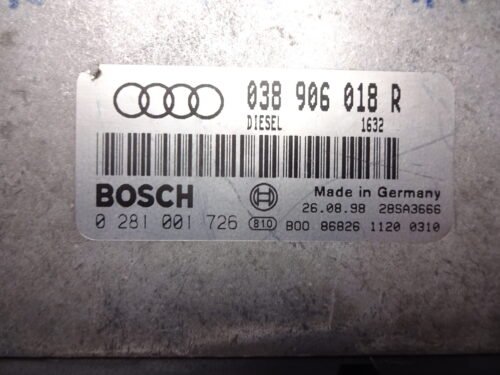 038 906 018 R
DIESEL 1632
BOSCH Made in Germany
26.08.98 28SA3666
0 281 001 726 810 B00 86826 1120 0310